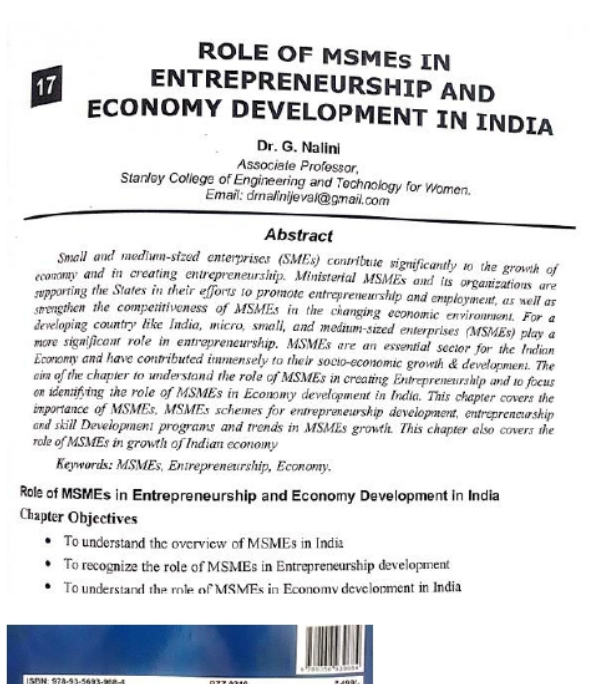 17
ROLE OF MSMEs IN
ENTREPRENEURSHIP AND
ECONOMY DEVELOPMENT IN INDIA
Dr. G. Nalini
Associate Professor,
Stanley College of Engineering and Technology for Women.
Email: drnalinijeval@gmail.com
Abstract
Small and medium-sized enterprises (SMEs) contribute significantly to the growth of
economy and in creating entrepreneurship. Ministerial MSMEs and its organizations are
supporting the States in their efforts to promote entrepreneurship and employment, as well as
strengthen the competitiveness of MSMEs in the changing economic environment. For a
developing country like India, micro, small, and medium-sized enterprises (MSMEs) play a
more significant role in entrepreneurship. MSMEs are an essential sector for the Indian
Economy and have contributed immensely to their socio-economic growth & development. The
aim of the chapter to understand the role of MSMEs in creating Entrepreneurship and to focus
on identifying the role of MSMEs in Economy development in India. This chapter covers the
importance of MSMEs, MSMEs schemes for entrepreneurship development, entrepreneurship
and skill Development programs and trends in MSMEs growth. This chapter also covers the
role of MSMEs in growth of Indian economy
Keywords: MSMEs, Entrepreneurship, Economy.
Role of MSMEs in Entrepreneurship and Economy Development in India
Chapter Objectives
• To understand the overview of MSMEs in India
• To recognize the role of MSMEs in Entrepreneurship development
• To understand the role of MSMEs in Economy development in India
ISBN: 978-93-5693-968-4